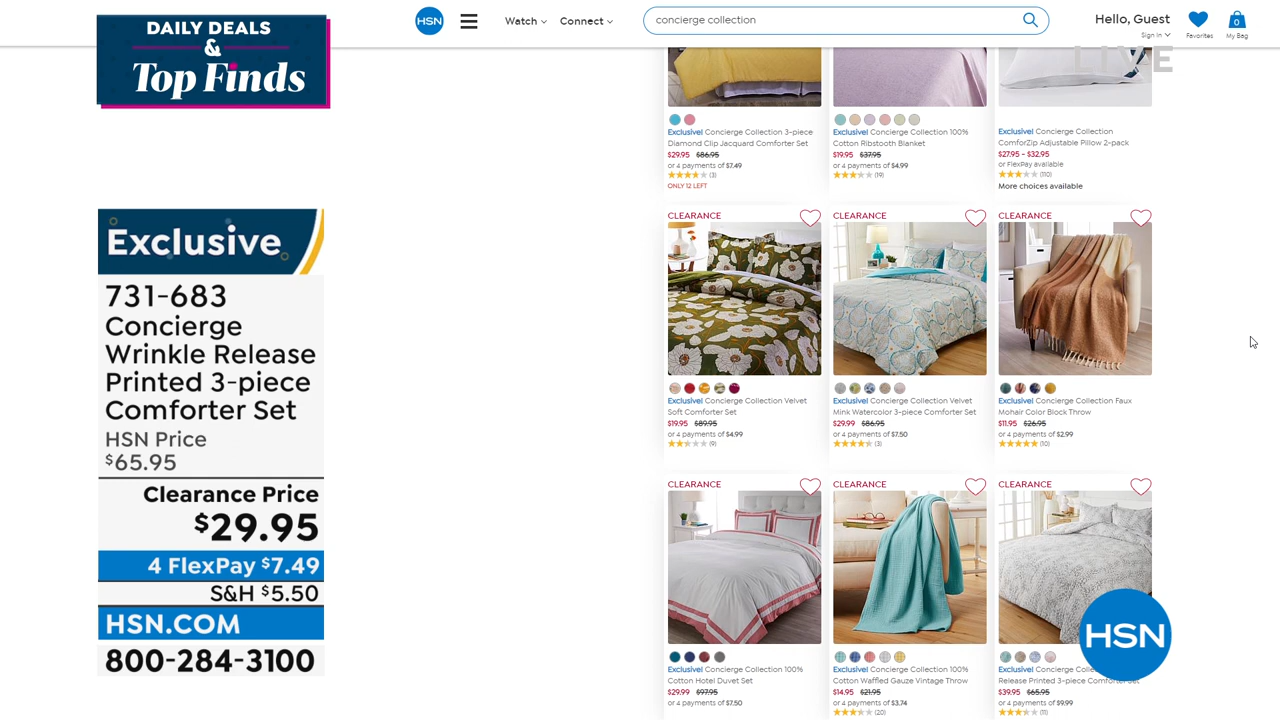 DAILY DEALS
&
Top Finds
HSN
Watch
Connect
concierge collection
Hello, Guest
Sign in
Favorites
0
My Bag
LIVE
Exclusive! Concierge Collection 3-piece
Diamond Clip Jacquard Comforter Set
$29.95 $86.95
or 4 payments of $7.49
(3)
ONLY 12 LEFT
Exclusive! Concierge Collection 100%
Cotton Ribstooth Blanket
$19.95 $37.95
or 4 payments of $4.99
(19)
Exclusive! Concierge Collection
ComforZip Adjustable Pillow 2-pack
$27.95 - $32.95
or FlexPay available
(110)
More choices available
Exclusive
731-683
Concierge
Wrinkle Release
Printed 3-piece
Comforter Set
HSN Price
$65.95
Clearance Price
$29.95
4 FlexPay $7.49
S&H $5.50
HSN.COM
800-284-3100
CLEARANCE
Exclusive! Concierge Collection Velvet
Soft Comforter Set
$19.95 $89.95
or 4 payments of $4.99
(9)
CLEARANCE
Exclusive! Concierge Collection Velvet
Mink Watercolor 3-piece Comforter Set
$29.99 $86.95
or 4 payments of $7.50
(3)
CLEARANCE
Exclusive! Concierge Collection Faux
Mohair Color Block Throw
$11.95 $26.95
or 4 payments of $2.99
(10)
CLEARANCE
Exclusive! Concierge Collection 100%
Cotton Hotel Duvet Set
$29.99 $97.95
or 4 payments of $7.50
CLEARANCE
Exclusive! Concierge Collection 100%
Cotton Waffled Gauze Vintage Throw
$14.95 $21.95
or 4 payments of $3.74
(20)
CLEARANCE
Exclusive! Concierge Colle
Release Printed 3-piece Comforter Set
$39.95 $65.95
or 4 payments of $9.99
(11)
HSN